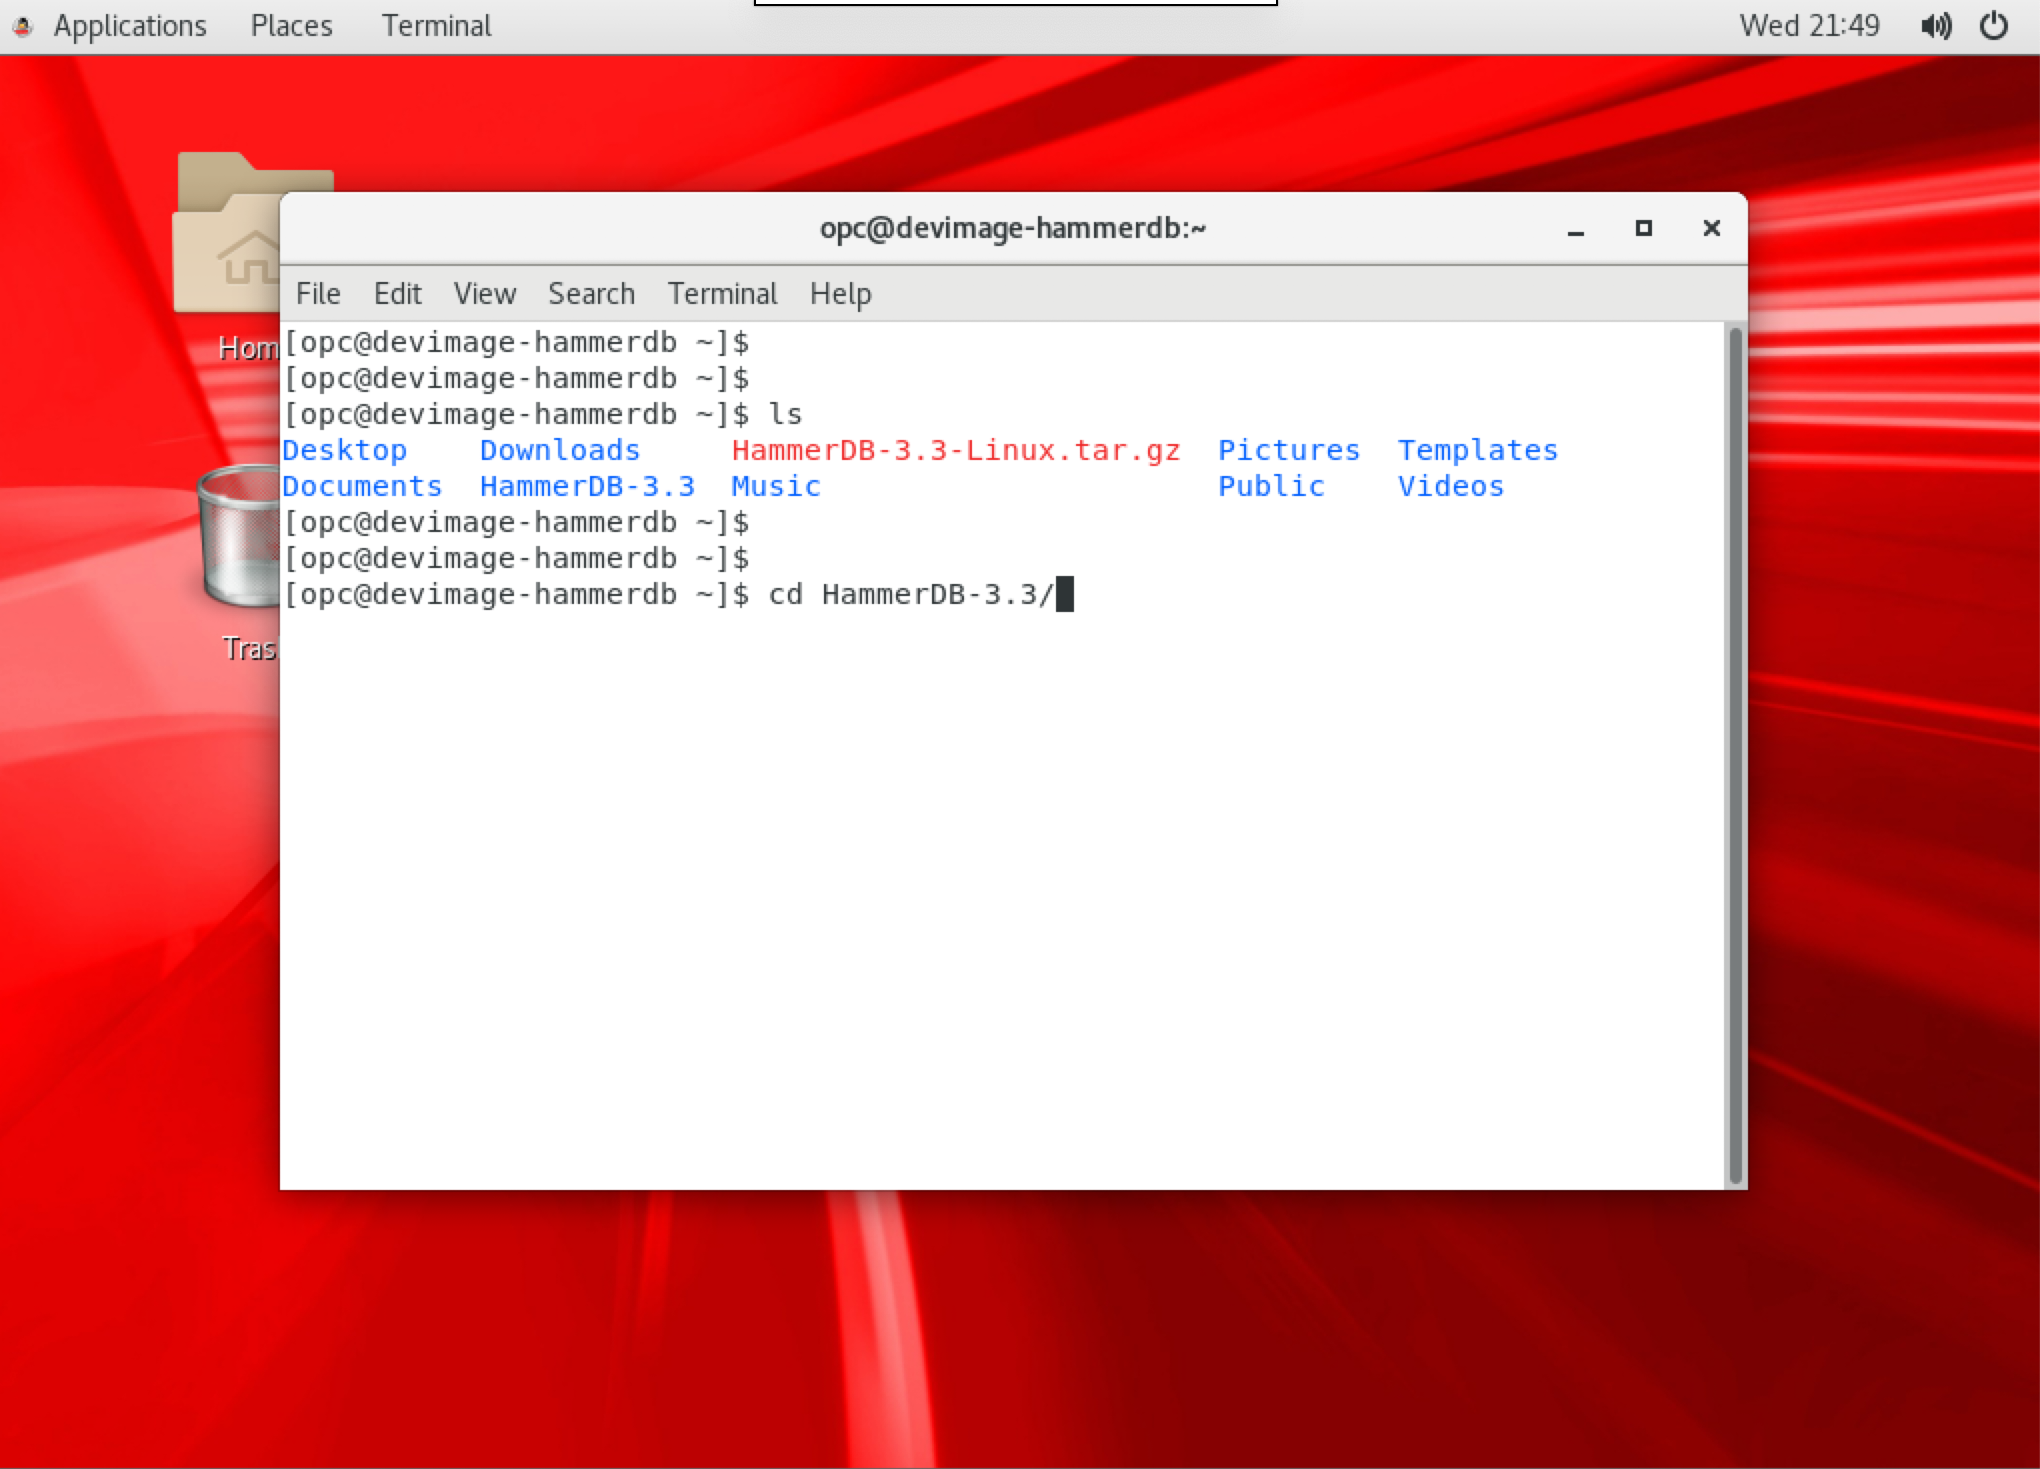 Applications Places Terminal Wed 21:49
opc@devimage-hammerdb:~
File Edit View Search Terminal Help
[opc@devimage-hammerdb ~]$
[opc@devimage-hammerdb ~]$
[opc@devimage-hammerdb ~]$ ls
Desktop Downloads HammerDB-3.3-Linux.tar.gz Pictures Templates
Documents HammerDB-3.3 Music Public Videos
[opc@devimage-hammerdb ~]$
[opc@devimage-hammerdb ~]$
[opc@devimage-hammerdb ~]$ cd HammerDB-3.3/
Hom
Tras